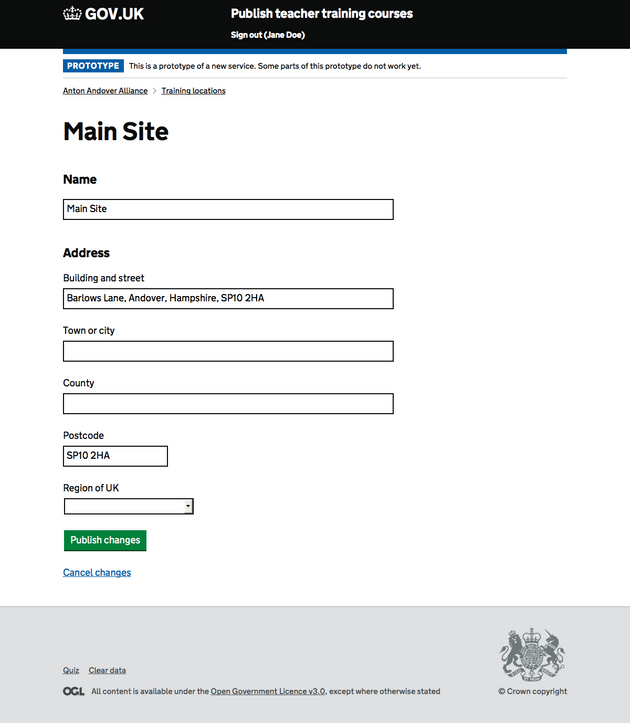 GOV.UK
Publish teacher training courses
Sign out (Jane Doe)
PROTOTYPE This is a prototype of a new service. Some parts of this prototype do not work yet.
Anton Andover Alliance > Training locations
Main Site
Name
Main Site
Address
Building and street
Barlows Lane, Andover, Hampshire, SP10 2HA
Town or city
County
Postcode
SP10 2HA
Region of UK
Publish changes
Cancel changes
Quiz Clear data
OGL All content is available under the Open Government Licence v3.0, except where otherwise stated
© Crown copyright